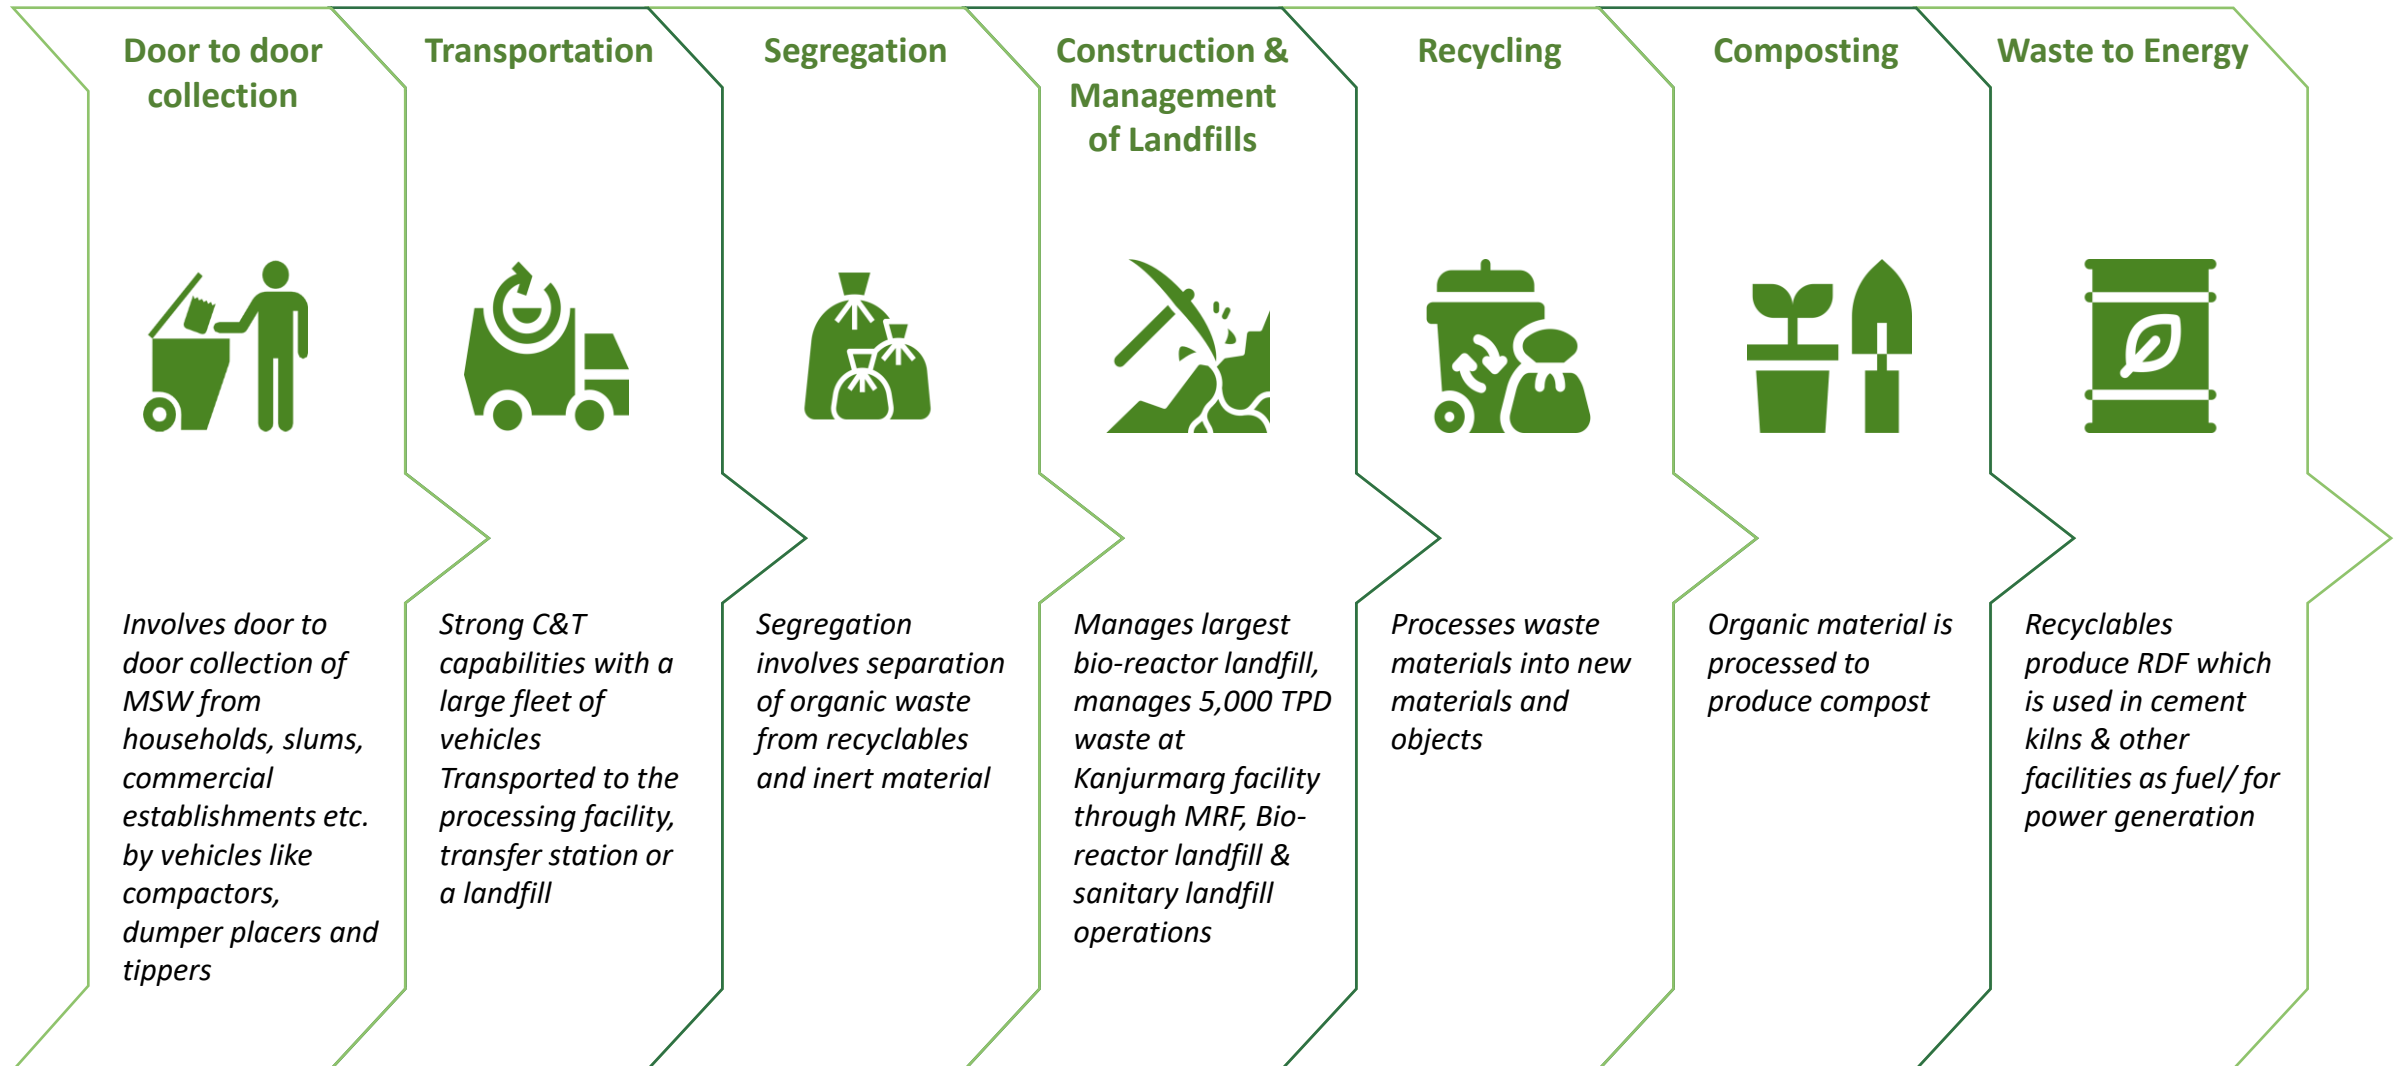 Door to door
collection
Involves door to
door collection of
MSW from
households, slums,
commercial
establishments etc.
by vehicles like
compactors,
dumper placers and
tippers
Transportation
Strong C&T
capabilities with a
large fleet of
vehicles
Transported to the
processing facility,
transfer station or
a landfill
Segregation
Segregation
involves separation
of organic waste
from recyclables
and inert material
Construction &
Management
of Landfills
Manages largest
bio-reactor landfill,
manages 5,000 TPD
waste at
Kanjurmarg facility
through MRF, Bio-
reactor landfill &
sanitary landfill
operations
Recycling
Processes waste
materials into new
materials and
objects
Composting
Organic material is
processed to
produce compost
Waste to Energy
Recyclables
produce RDF which
is used in cement
kilns & other
facilities as fuel/ for
power generation